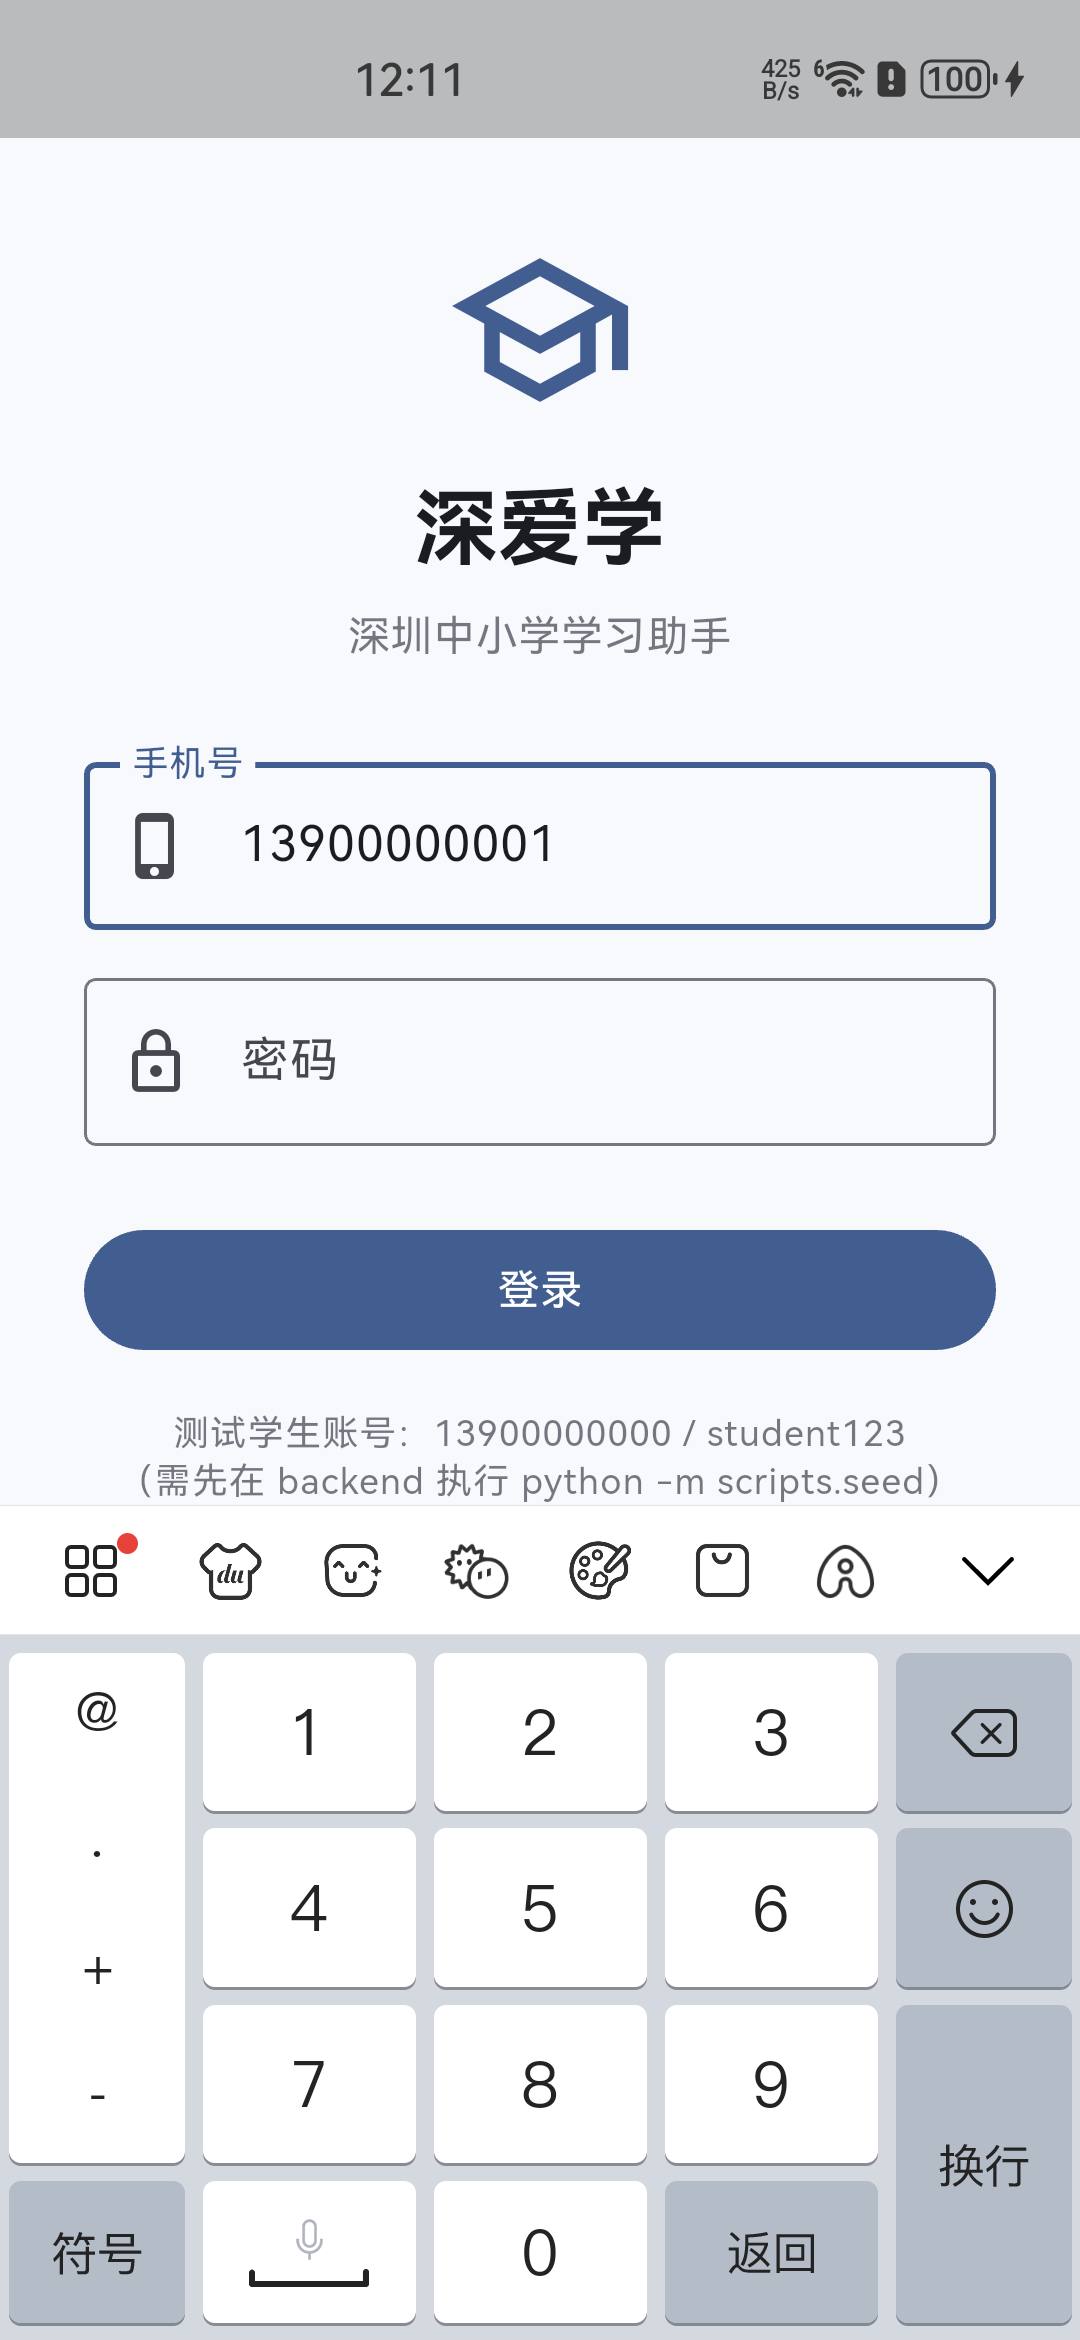 12:11
425
B/s
6
100
深爱学
深圳中小学学习助手
手机号
13900000001
密码
登录
测试学生账号：13900000000 / student123
（需先在 backend 执行 python -m scripts.seed）
du
@
1
2
3
.
4
5
6
+
7
8
9
-
换行
符号
0
返回